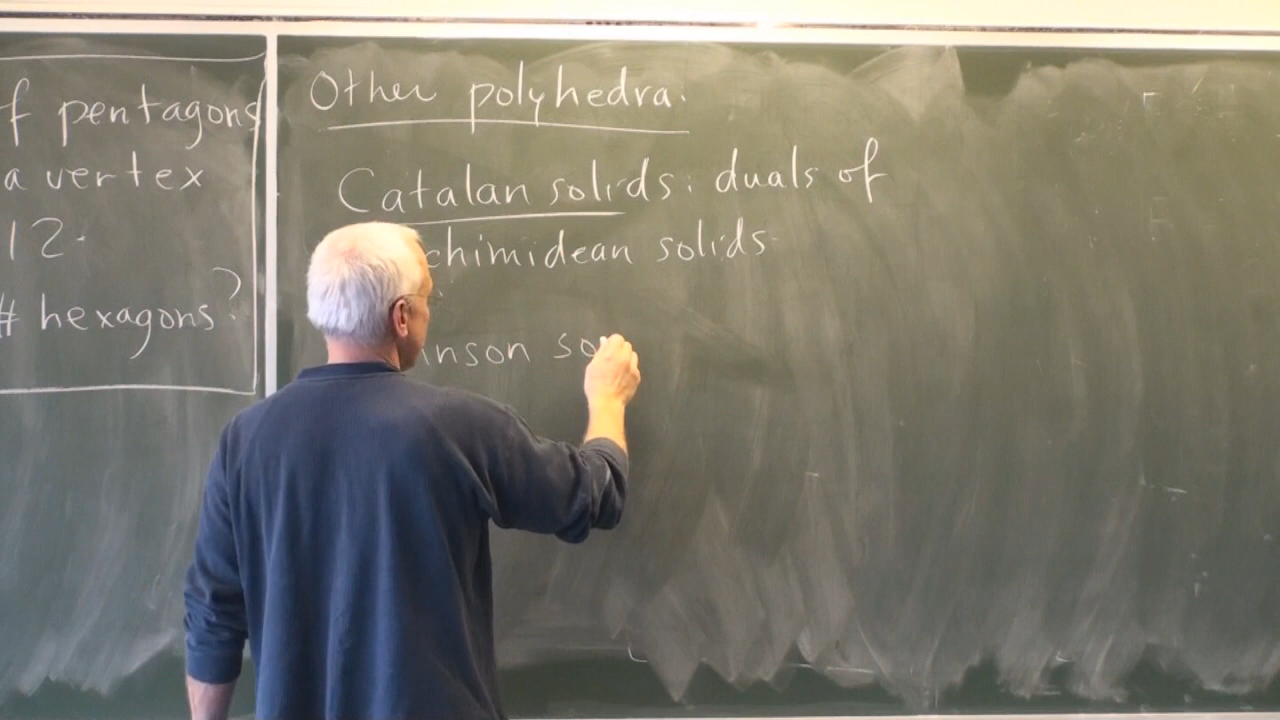 f pentagons
a vertex
12.
# hexagons?
Other polyhedra.
Catalan solids: duals of
chimidean solids.
nson so